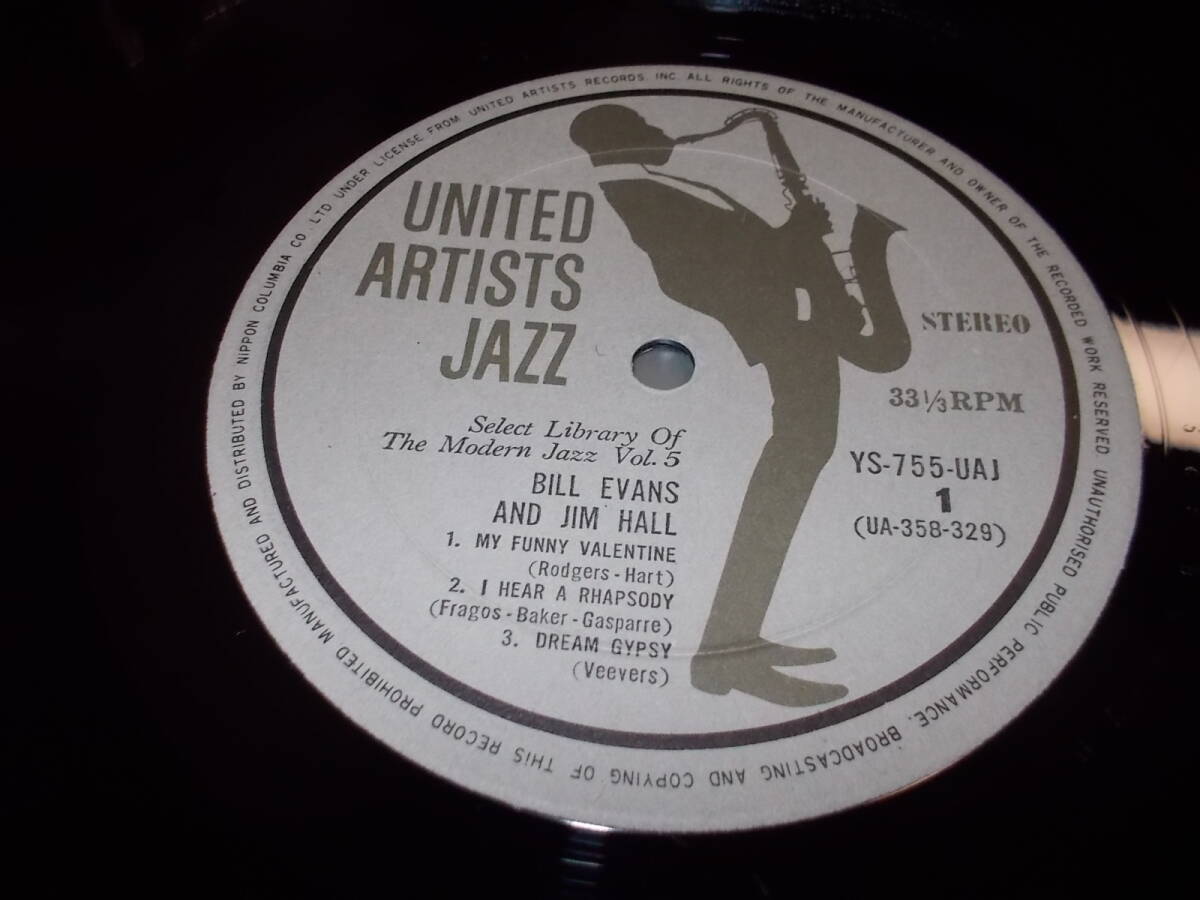 UNITED
ARTISTS
JAZZ
STEREO
33 1/3 RPM
Select Library Of
The Modern Jazz Vol. 5
BILL EVANS
AND JIM HALL
1. MY FUNNY VALENTINE
(Rodgers - Hart)
2. I HEAR A RHAPSODY
(Fragos - Baker - Gasparre)
3. DREAM GYPSY
(Veevers)
YS-755-UAJ
1
(UA-358-329)
MANUFACTURED AND DISTRIBUTED BY NIPPON COLUMBIA CO. LTD UNDER LICENSE FROM UNITED ARTISTS RECORDS, INC. ALL RIGHTS OF THE MANUFACTURER AND OWNER OF THE RECORDED WORK RESERVED. UNAUTHORISED PUBLIC PERFORMANCE, BROADCASTING AND COPYING OF THIS RECORD PROHIBITED